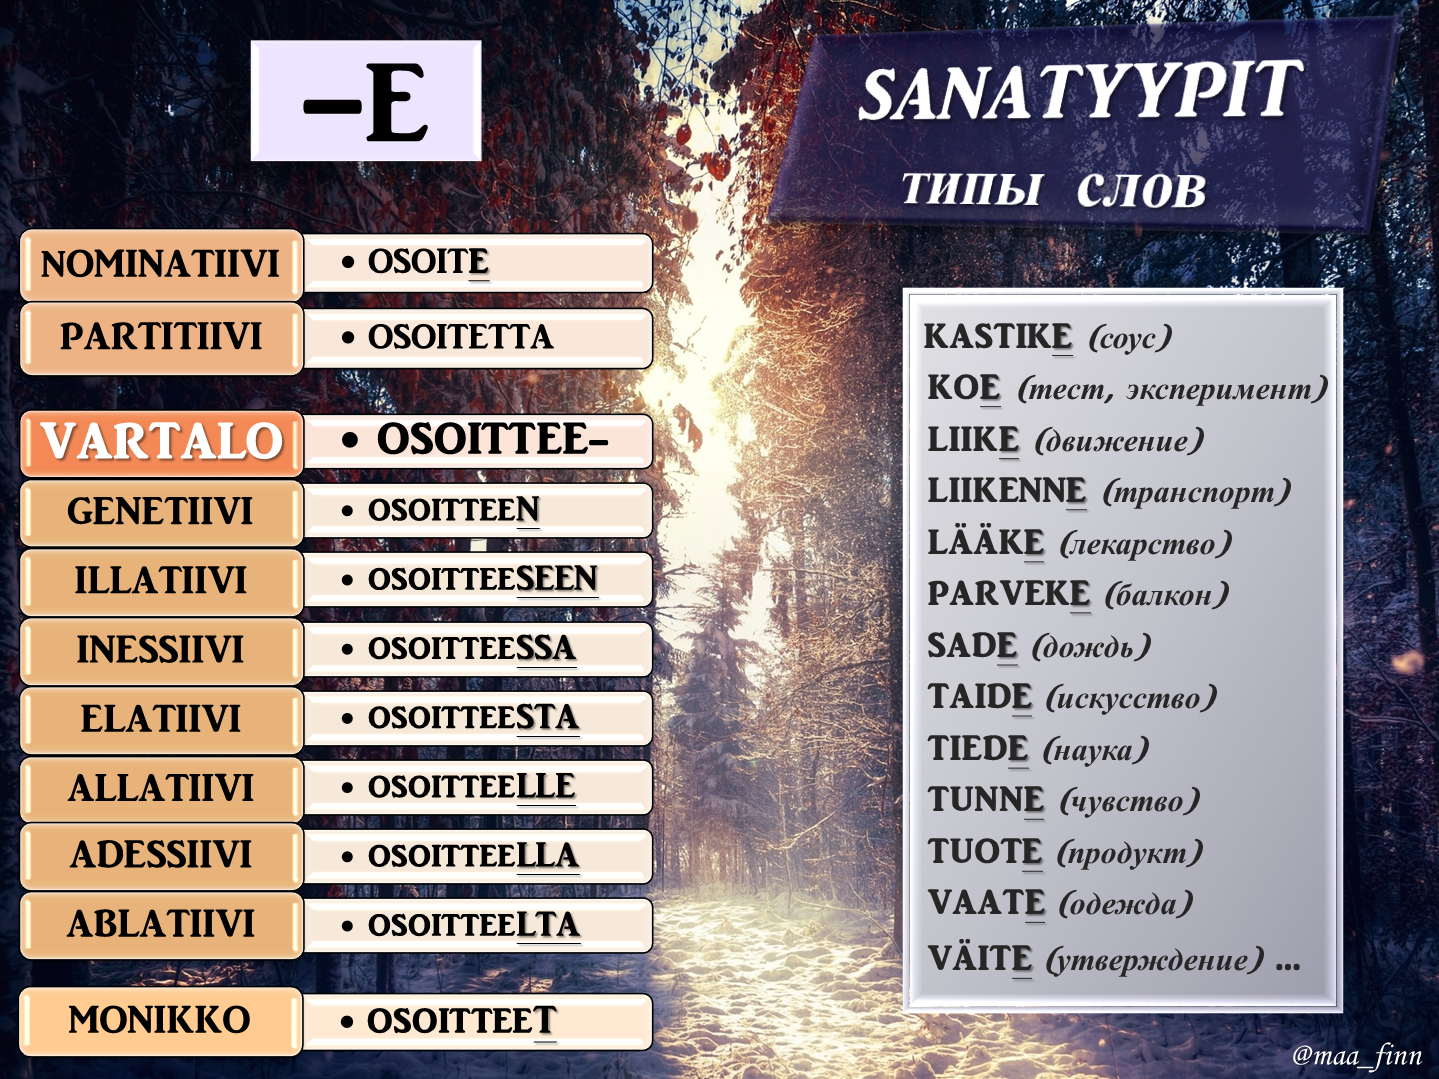 –E
SANATYYPIT
типы слов
NOMINATIIVI • OSOITE
PARTITIIVI • OSOITETTA
VARTALO • OSOITTEE-
GENETIIVI • OSOITTEEN
ILLATIIVI • OSOITTEESEEN
INESSIIVI • OSOITTEESSA
ELATIIVI • OSOITTEESTA
ALLATIIVI • OSOITTEELLE
ADESSIIVI • OSOITTEELLA
ABLATIIVI • OSOITTEELTA
MONIKKO • OSOITTEET
KASTIKE (соус)
KOE (тест, эксперимент)
LIIKE (движение)
LIIKENNE (транспорт)
LÄÄKE (лекарство)
PARVEKE (балкон)
SADE (дождь)
TAIDE (искусство)
TIEDE (наука)
TUNNE (чувство)
TUOTE (продукт)
VAATE (одежда)
VÄITE (утверждение) ...
@maa_finn